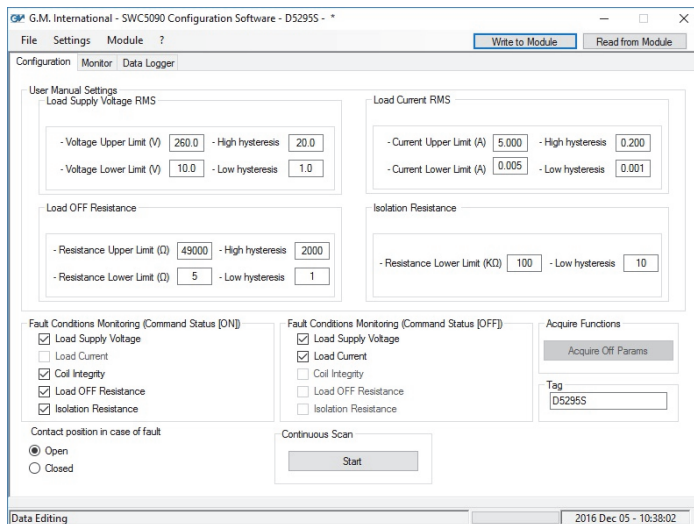 G.M. International - SWC5090 Configuration Software - D5295S - *
File Settings Module ? Write to Module Read from Module
Configuration Monitor Data Logger
User Manual Settings
Load Supply Voltage RMS
- Voltage Upper Limit (V) 260.0 - High hysteresis 20.0
- Voltage Lower Limit (V) 10.0 - Low hysteresis 1.0
Load Current RMS
- Current Upper Limit (A) 5.000 - High hysteresis 0.200
- Current Lower Limit (A) 0.005 - Low hysteresis 0.001
Load OFF Resistance
- Resistance Upper Limit (Ω) 49000 - High hysteresis 2000
- Resistance Lower Limit (Ω) 5 - Low hysteresis 1
Isolation Resistance
- Resistance Lower Limit (KΩ) 100 - Low hysteresis 10
Fault Conditions Monitoring (Command Status [ON])
Load Supply Voltage
Load Current
Coil Integrity
Load OFF Resistance
Isolation Resistance
Fault Conditions Monitoring (Command Status [OFF])
Load Supply Voltage
Load Current
Coil Integrity
Load OFF Resistance
Isolation Resistance
Acquire Functions
Acquire Off Params
Tag
D5295S
Contact position in case of fault
Open
Closed
Continuous Scan
Start
Data Editing
2016 Dec 05 - 10:38:02